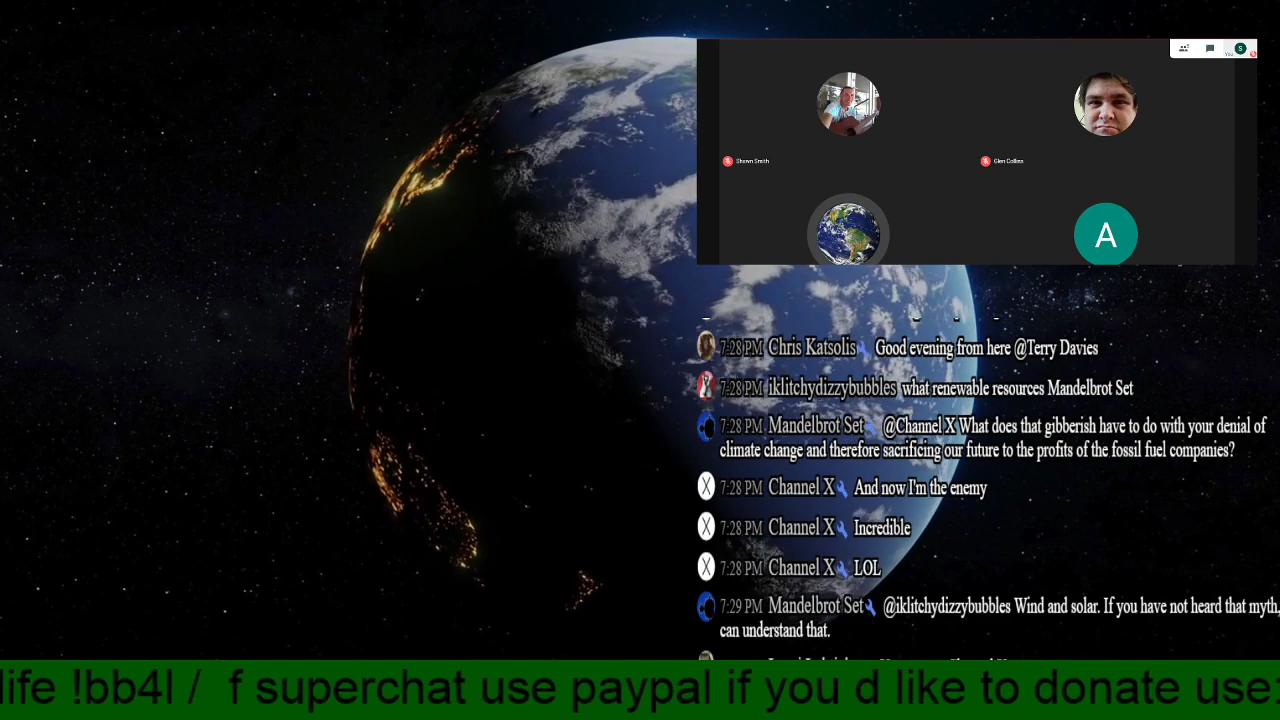 You
S
Shawn Smith
Glen Collins
A
7:28 PM Chris Katsolis Good evening from here @Terry Davies
7:28 PM iklitchydizzybubbles what renewable resources Mandelbrot Set
7:28 PM Mandelbrot Set @Channel X What does that gibberish have to do with your denial of
climate change and therefore sacrificing our future to the profits of the fossil fuel companies?
X 7:28 PM Channel X And now I'm the enemy
X 7:28 PM Channel X Incredible
X 7:28 PM Channel X LOL
7:29 PM Mandelbrot Set @iklitchydizzybubbles Wind and solar. If you have not heard that myth,
can understand that.
life !bb4l / f superchat use paypal if you d like to donate use: